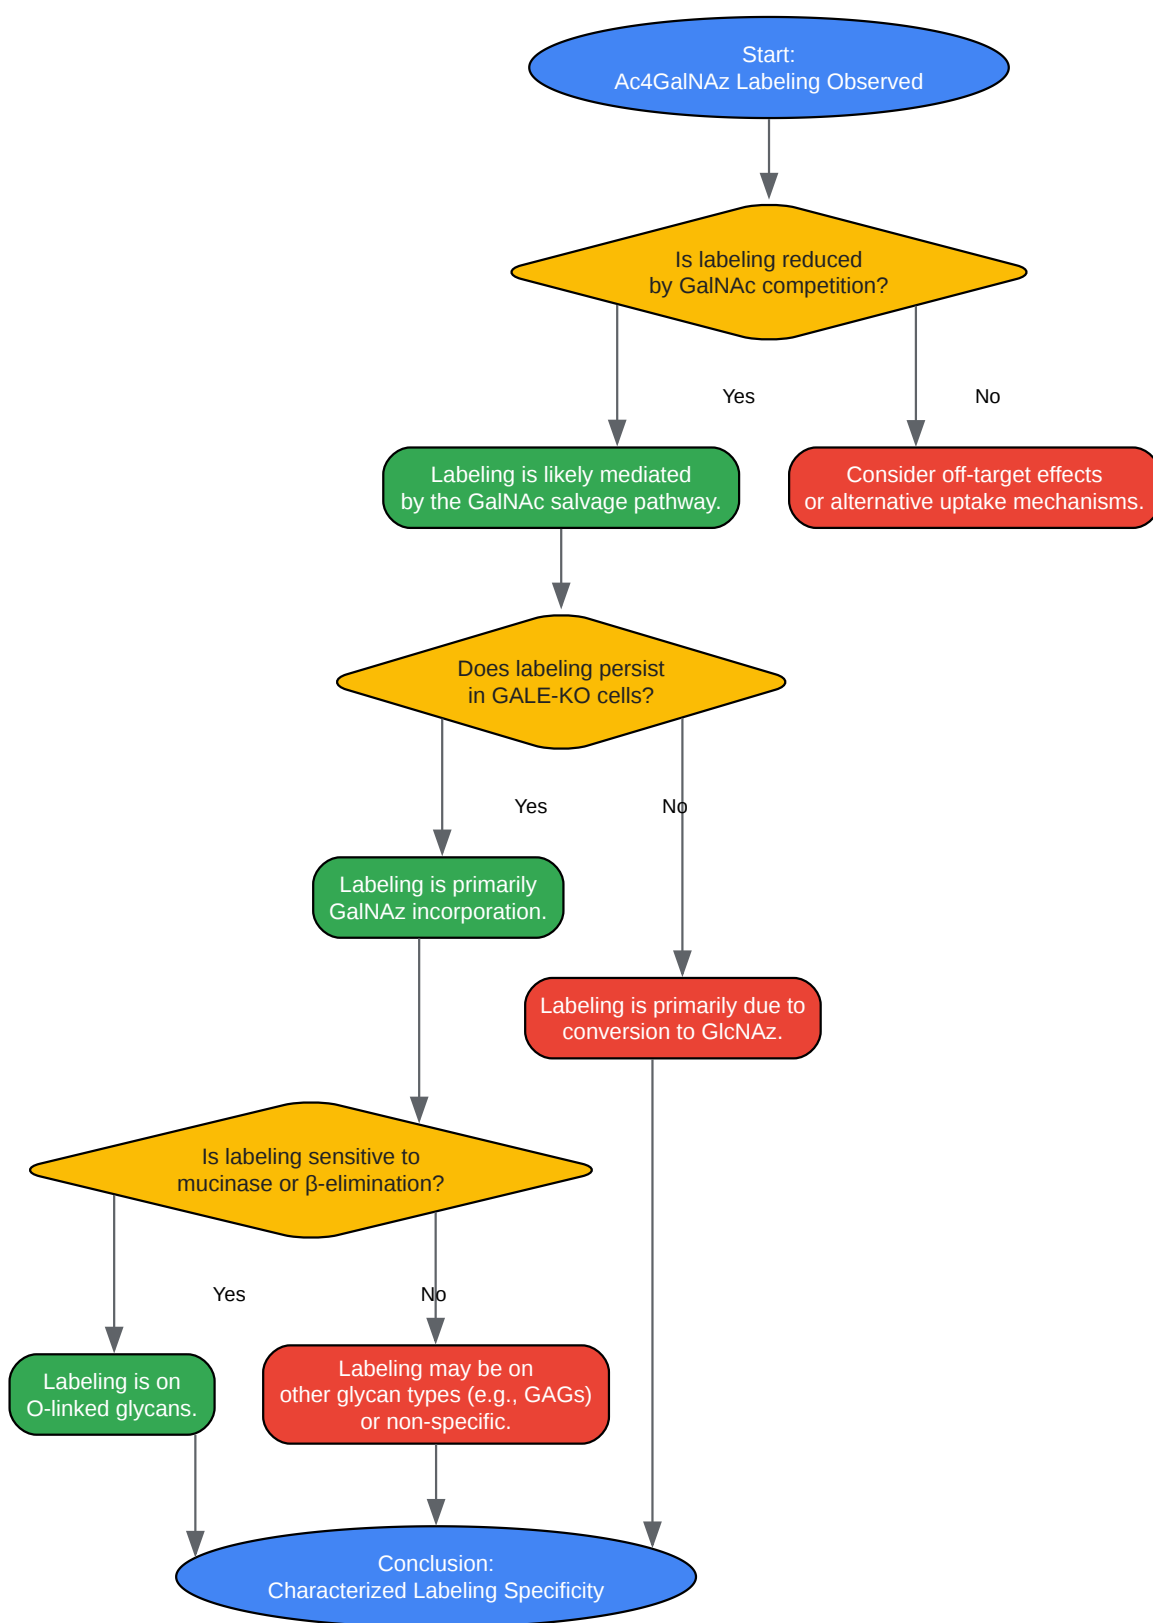 Start:
Ac4GalNAz Labeling Observed
Is labeling reduced
by GalNAc competition?
Yes
No
Labeling is likely mediated
by the GalNAc salvage pathway.
Consider off-target effects
or alternative uptake mechanisms.
Does labeling persist
in GALE-KO cells?
Yes
No
Labeling is primarily
GalNAz incorporation.
Labeling is primarily due to
conversion to GlcNAz.
Is labeling sensitive to
mucinase or β-elimination?
Yes
No
Labeling is on
O-linked glycans.
Labeling may be on
other glycan types (e.g., GAGs)
or non-specific.
Conclusion:
Characterized Labeling Specificity